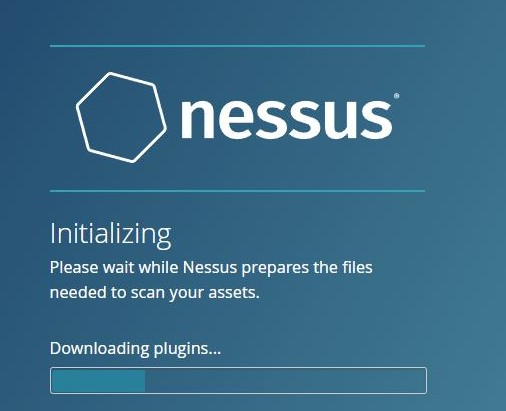 nessus®
Initializing
Please wait while Nessus prepares the files
needed to scan your assets.
Downloading plugins...